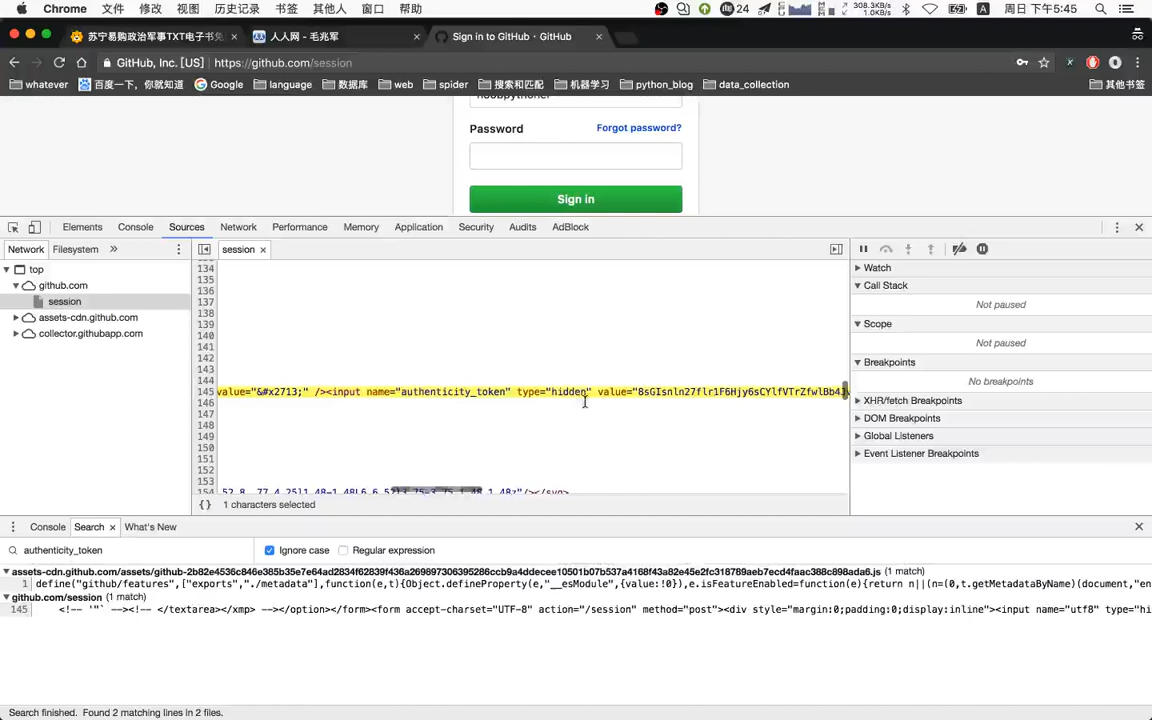 Chrome 文件 修改 视图 历史记录 书签 其他人 窗口 帮助 24 308.3KB/s 1.0KB/s A 周日 下午5:45
苏宁易购政治军事TXT电子书免 × 人人网 - 毛兆军 × Sign in to GitHub · GitHub ×
GitHub, Inc. [US] https://github.com/session
whatever 百度一下，你就知道 Google language 数据库 web spider 搜索和匹配 机器学习 python_blog data_collection 其他书签
Password Forgot password?
Sign in
Elements Console Sources Network Performance Memory Application Security Audits AdBlock
Network Filesystem » session ×
top
github.com
session
assets-cdn.github.com
collector.githubapp.com
134
135
136
137
138
139
140
141
142
143
144
145 value="&#x2713;" /><input name="authenticity_token" type="hidden" value="8sGIsnln27flr1F6Hjy6sCYlfVTrZfwlBb4J
146
147
148
149
150
151
152
153
154
{} 1 characters selected
Watch
Call Stack
Not paused
Scope
Not paused
Breakpoints
No breakpoints
XHR/fetch Breakpoints
DOM Breakpoints
Global Listeners
Event Listener Breakpoints
Console Search × What's New
authenticity_token Ignore case Regular expression
assets-cdn.github.com/assets/github-2b82e4536c846e385b35e7e64ad2834f62839f436a269897306395286ccb9a4ddecee10501b07b537a4168f43a82e45e2fc318789aeb7ecd4faac388c898ada6.js (1 match)
1 define("github/features",["exports","./metadata"],function(e,t){Object.defineProperty(e,"__esModule",{value:!0}),e.isFeatureEnabled=function(e){return n||(n=(0,t.getMetadataByName)(document,"en
github.com/session (1 match)
145 <!-- '"` --><!-- </textarea></xmp> --></option></form><form accept-charset="UTF-8" action="/session" method="post"><div style="margin:0;padding:0;display:inline"><input name="utf8" type="hi
Search finished. Found 2 matching lines in 2 files.